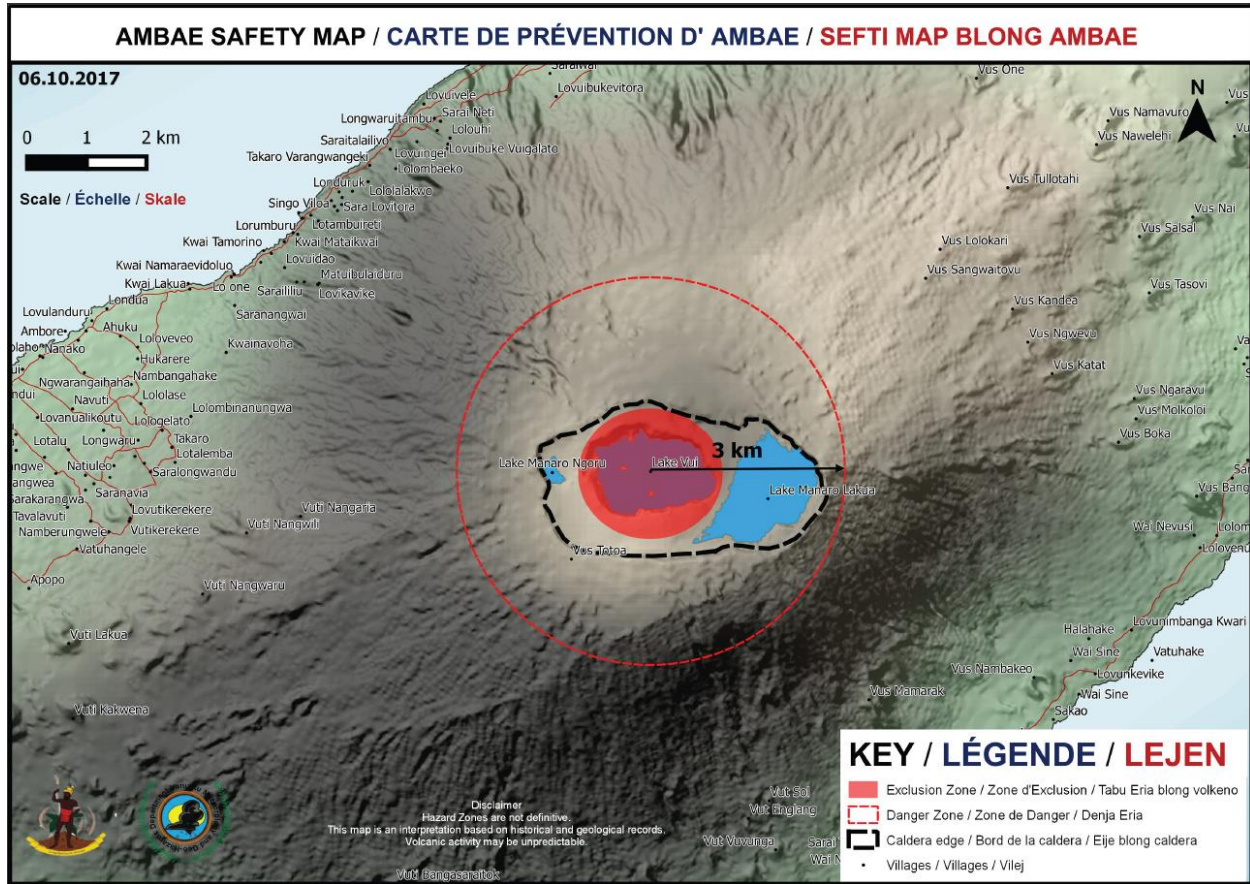 AMBAE SAFETY MAP / CARTE DE PRÉVENTION D' AMBAE / SEFTI MAP BLONG AMBAE
06.10.2017
0 1 2 km
Scale / Échelle / Skale
N
Saraiwai
Lovuibukevitora
Lovuivele
Sarai Neti
Longwaruitambu
Lolouhi
Saraitalailivo
Lovuingei
Lovuibuke Vuigalato
Takaro Varangwangeki
Lolombaeko
Londuruk
Lololalakwo
Singo Viloa
Sara Lovitora
Lorumburu
Lotambuireti
Kwai Tamorino
Kwai Mataikwai
Lovuidao
Kwai Namaraevidoluo
Matuibulaiduru
Kwai Lakua
Lo one
Saraililiu
Lovikavike
Londua
Saranangwai
Lovulanduru
Ambore
Ahuku
Loloveveo
Kwainavoha
Nanako
Hukarere
Ngwarangaihaha
Nambangahake
Navuti
Lololase
Lovanualikoutu
Lologelato
Lolombinanungwa
Lotalu
Longwaru
Takaro
Lotalemba
Natiuleo
Saralongwandu
Sarakarangwa
Saranavia
Tavalavuti
Lovutikerekere
Namberungwele
Vutikerekere
Vatuhangele
Apopo
Vuti Nangaria
Vuti Nangwili
Vuti Nangwaru
Vuti Lakua
Vuti Kakwena
Vuti Bangasaraitok
Vus One
Vus Namavuro
Vus Nawelehi
Vus Tullotahi
Vus Nai
Vus Salsal
Vus Lolokari
Vus Sangwaitovu
Vus Tasovi
Vus Kandea
Vus Ngwevu
Vus Katat
Vus Ngaravu
Vus Molkoloi
Vus Boka
Vus Bang
Wai Nevusi
Lolovenu
Lake Manaro Ngoru
Lake Vui
3 km
Lake Manaro Lakua
Vus Totoa
Lovunimbanga Kwari
Halahake
Wai Sine
Vatuhake
Vus Nambakeo
Lovunkevike
Vus Mamarak
Wai Sine
Sakao
Vut Soi
Vut Englang
Vut Vuvunga
Sarai
Wai N
Disclaimer
Hazard Zones are not definitive.
This map is an interpretation based on historical and geological records.
Volcanic activity may be unpredictable.
KEY / LÉGENDE / LEJEN
Exclusion Zone / Zone d'Exclusion / Tabu Eria blong volkeno
Danger Zone / Zone de Danger / Denja Eria
Caldera edge / Bord de la caldera / Eije blong caldera
Villages / Villages / Vilej